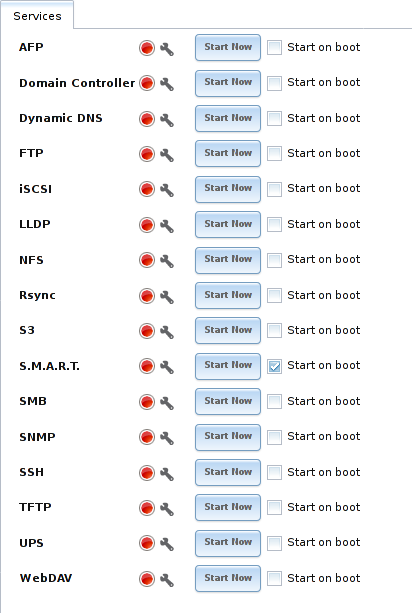 Services
AFP Start Now Start on boot
Domain Controller Start Now Start on boot
Dynamic DNS Start Now Start on boot
FTP Start Now Start on boot
iSCSI Start Now Start on boot
LLDP Start Now Start on boot
NFS Start Now Start on boot
Rsync Start Now Start on boot
S3 Start Now Start on boot
S.M.A.R.T. Start Now Start on boot
SMB Start Now Start on boot
SNMP Start Now Start on boot
SSH Start Now Start on boot
TFTP Start Now Start on boot
UPS Start Now Start on boot
WebDAV Start Now Start on boot